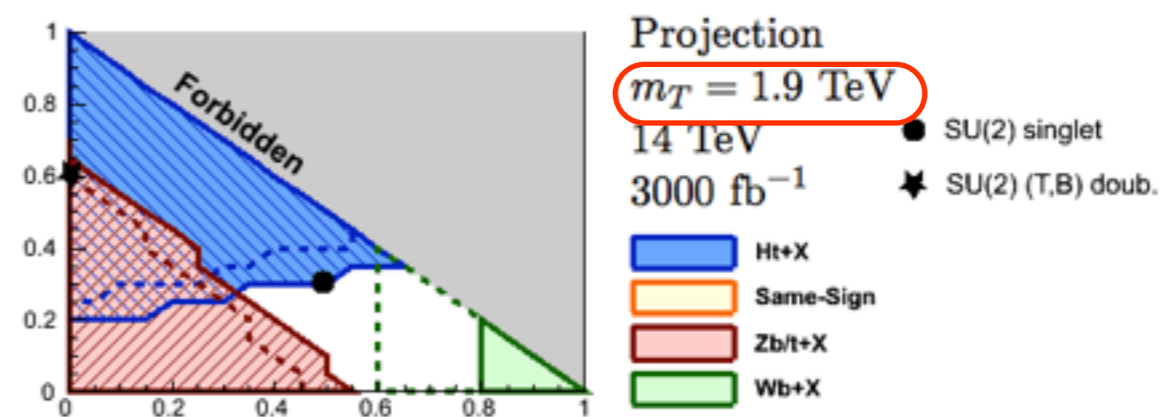 1
0.8
0.6
0.4
0.2
0
0 0.2 0.4 0.6 0.8 1
Forbidden
Projection
m_T = 1.9 TeV
14 TeV
3000 fb⁻¹
SU(2) singlet
SU(2) (T,B) doub.
Ht+X
Same-Sign
Zb/t+X
Wb+X